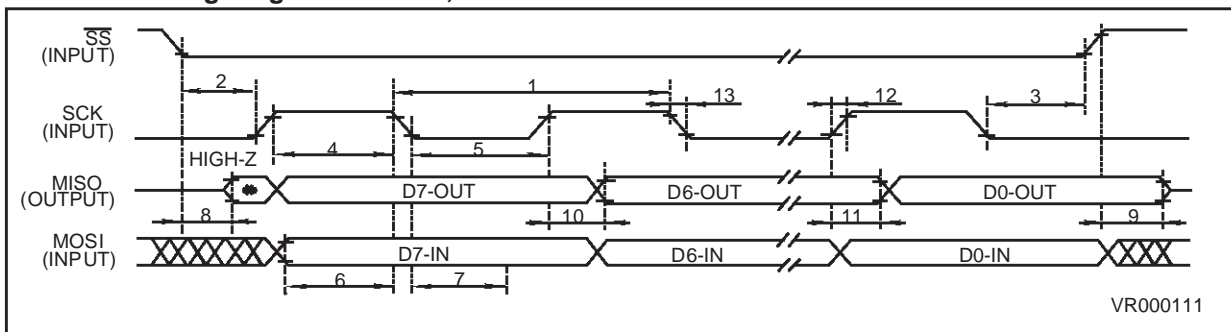 SS
(INPUT)
2
1
13
12
3
SCK
(INPUT)
4
5
HIGH-Z
MISO
(OUTPUT)
D7-OUT
D6-OUT
D0-OUT
8
10
11
9
MOSI
(INPUT)
D7-IN
D6-IN
D0-IN
6
7
VR000111